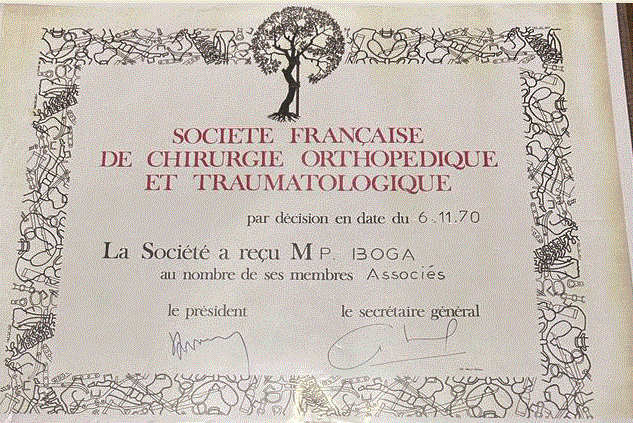 SOCIETE FRANÇAISE
DE CHIRURGIE ORTHOPEDIQUE
ET TRAUMATOLOGIQUE
par décision en date du 6.11.70
La Société a reçu M P. IBOGA
au nombre de ses membres Associés
le président le secrétaire général